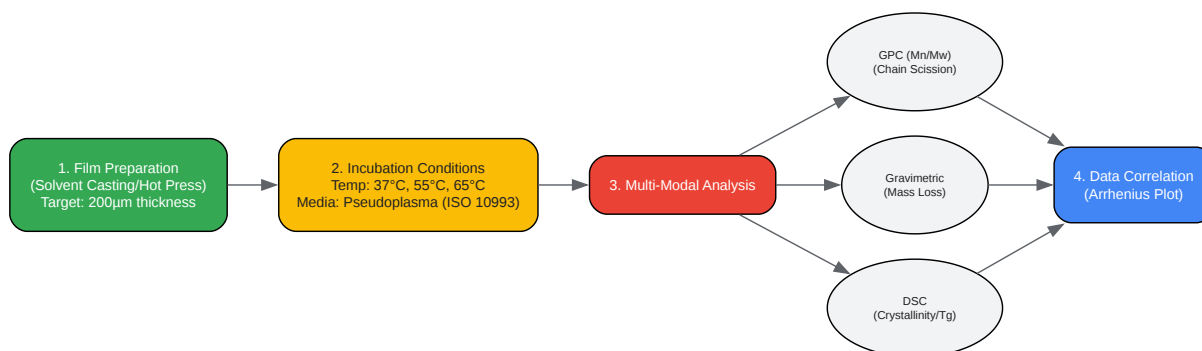 1. Film Preparation
(Solvent Casting/Hot Press)
Target: 200µm thickness
2. Incubation Conditions
Temp: 37°C, 55°C, 65°C
Media: Pseudoplasma (ISO 10993)
3. Multi-Modal Analysis
GPC (Mn/Mw)
(Chain Scission)
Gravimetric
(Mass Loss)
DSC
(Crystallinity/Tg)
4. Data Correlation
(Arrhenius Plot)